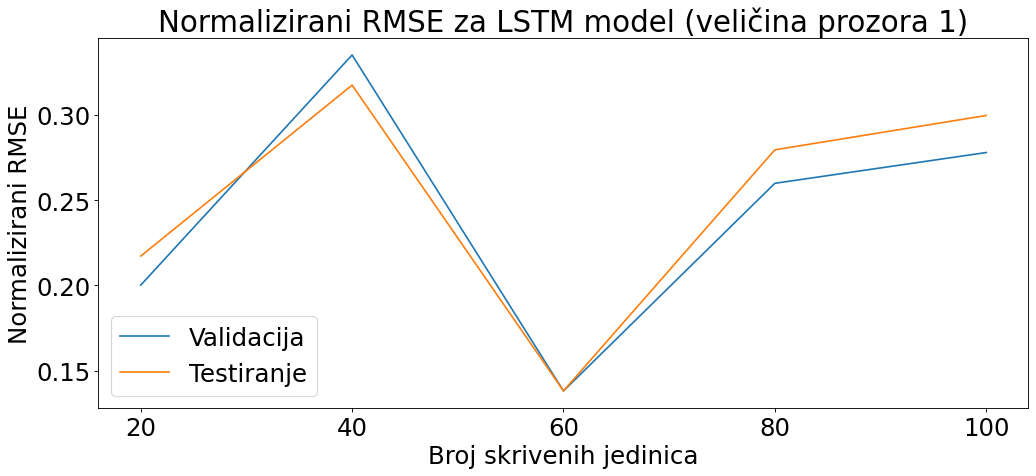 Normalizirani RMSE za LSTM model (veličina prozora 1)
Normalizirani RMSE
0.30
0.25
0.20
0.15
Validacija
Testiranje
20 40 60 80 100
Broj skrivenih jedinica